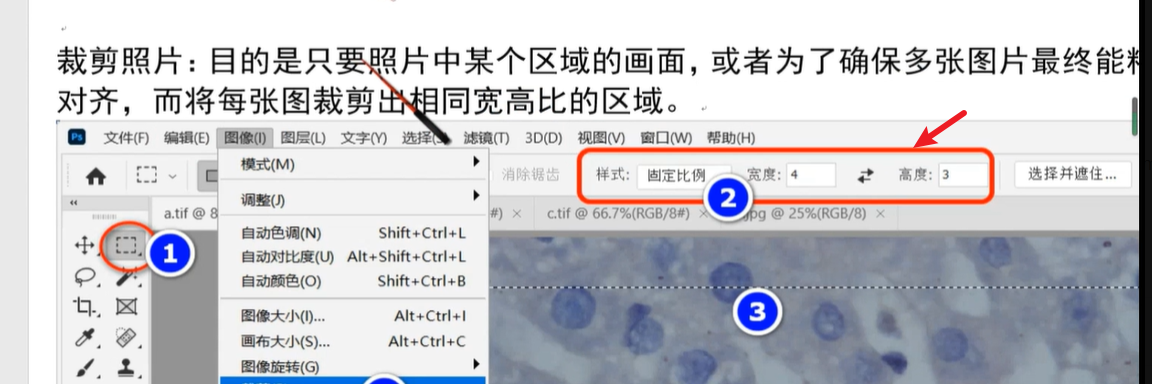 裁剪照片：目的是只要照片中某个区域的画面，或者为了确保多张图片最终能
对齐，而将每张图裁剪出相同宽高比的区域。
Ps 文件(F) 编辑(E) 图像(I) 图层(L) 文字(Y) 选择( 滤镜(T) 3D(D) 视图(V) 窗口(W) 帮助(H)
消除锯齿 样式: 固定比例 宽度: 4 高度: 3 选择并遮住...
a.tif @ 8 #) × c.tif @ 66.7%(RGB/8#) × .jpg @ 25%(RGB/8) ×
模式(M)
调整(J)
自动色调(N) Shift+Ctrl+L
自动对比度(U) Alt+Shift+Ctrl+L
自动颜色(O) Shift+Ctrl+B
图像大小(I)... Alt+Ctrl+I
画布大小(S)... Alt+Ctrl+C
图像旋转(G)
1
2
3